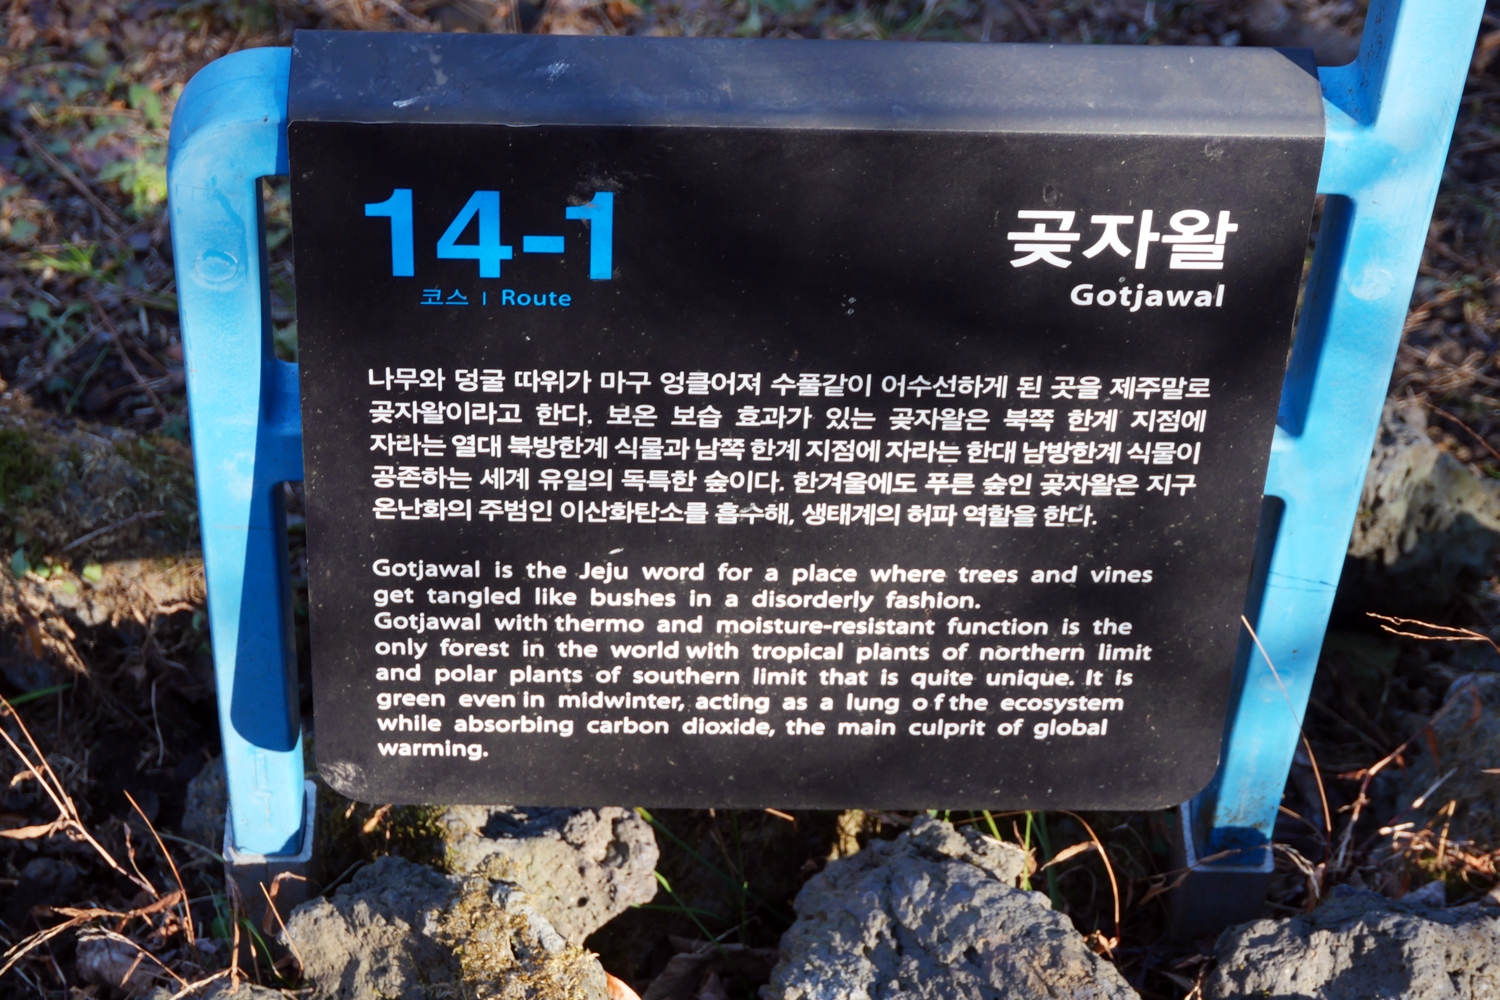 14-1
코스 | Route
곶자왈
Gotjawal
나무와 덩굴 따위가 마구 엉클어져 수풀같이 어수선하게 된 곳을 제주말로
곶자왈이라고 한다. 보온 보습 효과가 있는 곶자왈은 북쪽 한계 지점에
자라는 열대 북방한계 식물과 남쪽 한계 지점에 자라는 한대 남방한계 식물이
공존하는 세계 유일의 독특한 숲이다. 한겨울에도 푸른 숲인 곶자왈은 지구
온난화의 주범인 이산화탄소를 흡수해, 생태계의 허파 역할을 한다.
Gotjawal is the Jeju word for a place where trees and vines
get tangled like bushes in a disorderly fashion.
Gotjawal with thermo and moisture-resistant function is the
only forest in the world with tropical plants of northern limit
and polar plants of southern limit that is quite unique. It is
green even in midwinter, acting as a lung of the ecosystem
while absorbing carbon dioxide, the main culprit of global
warming.